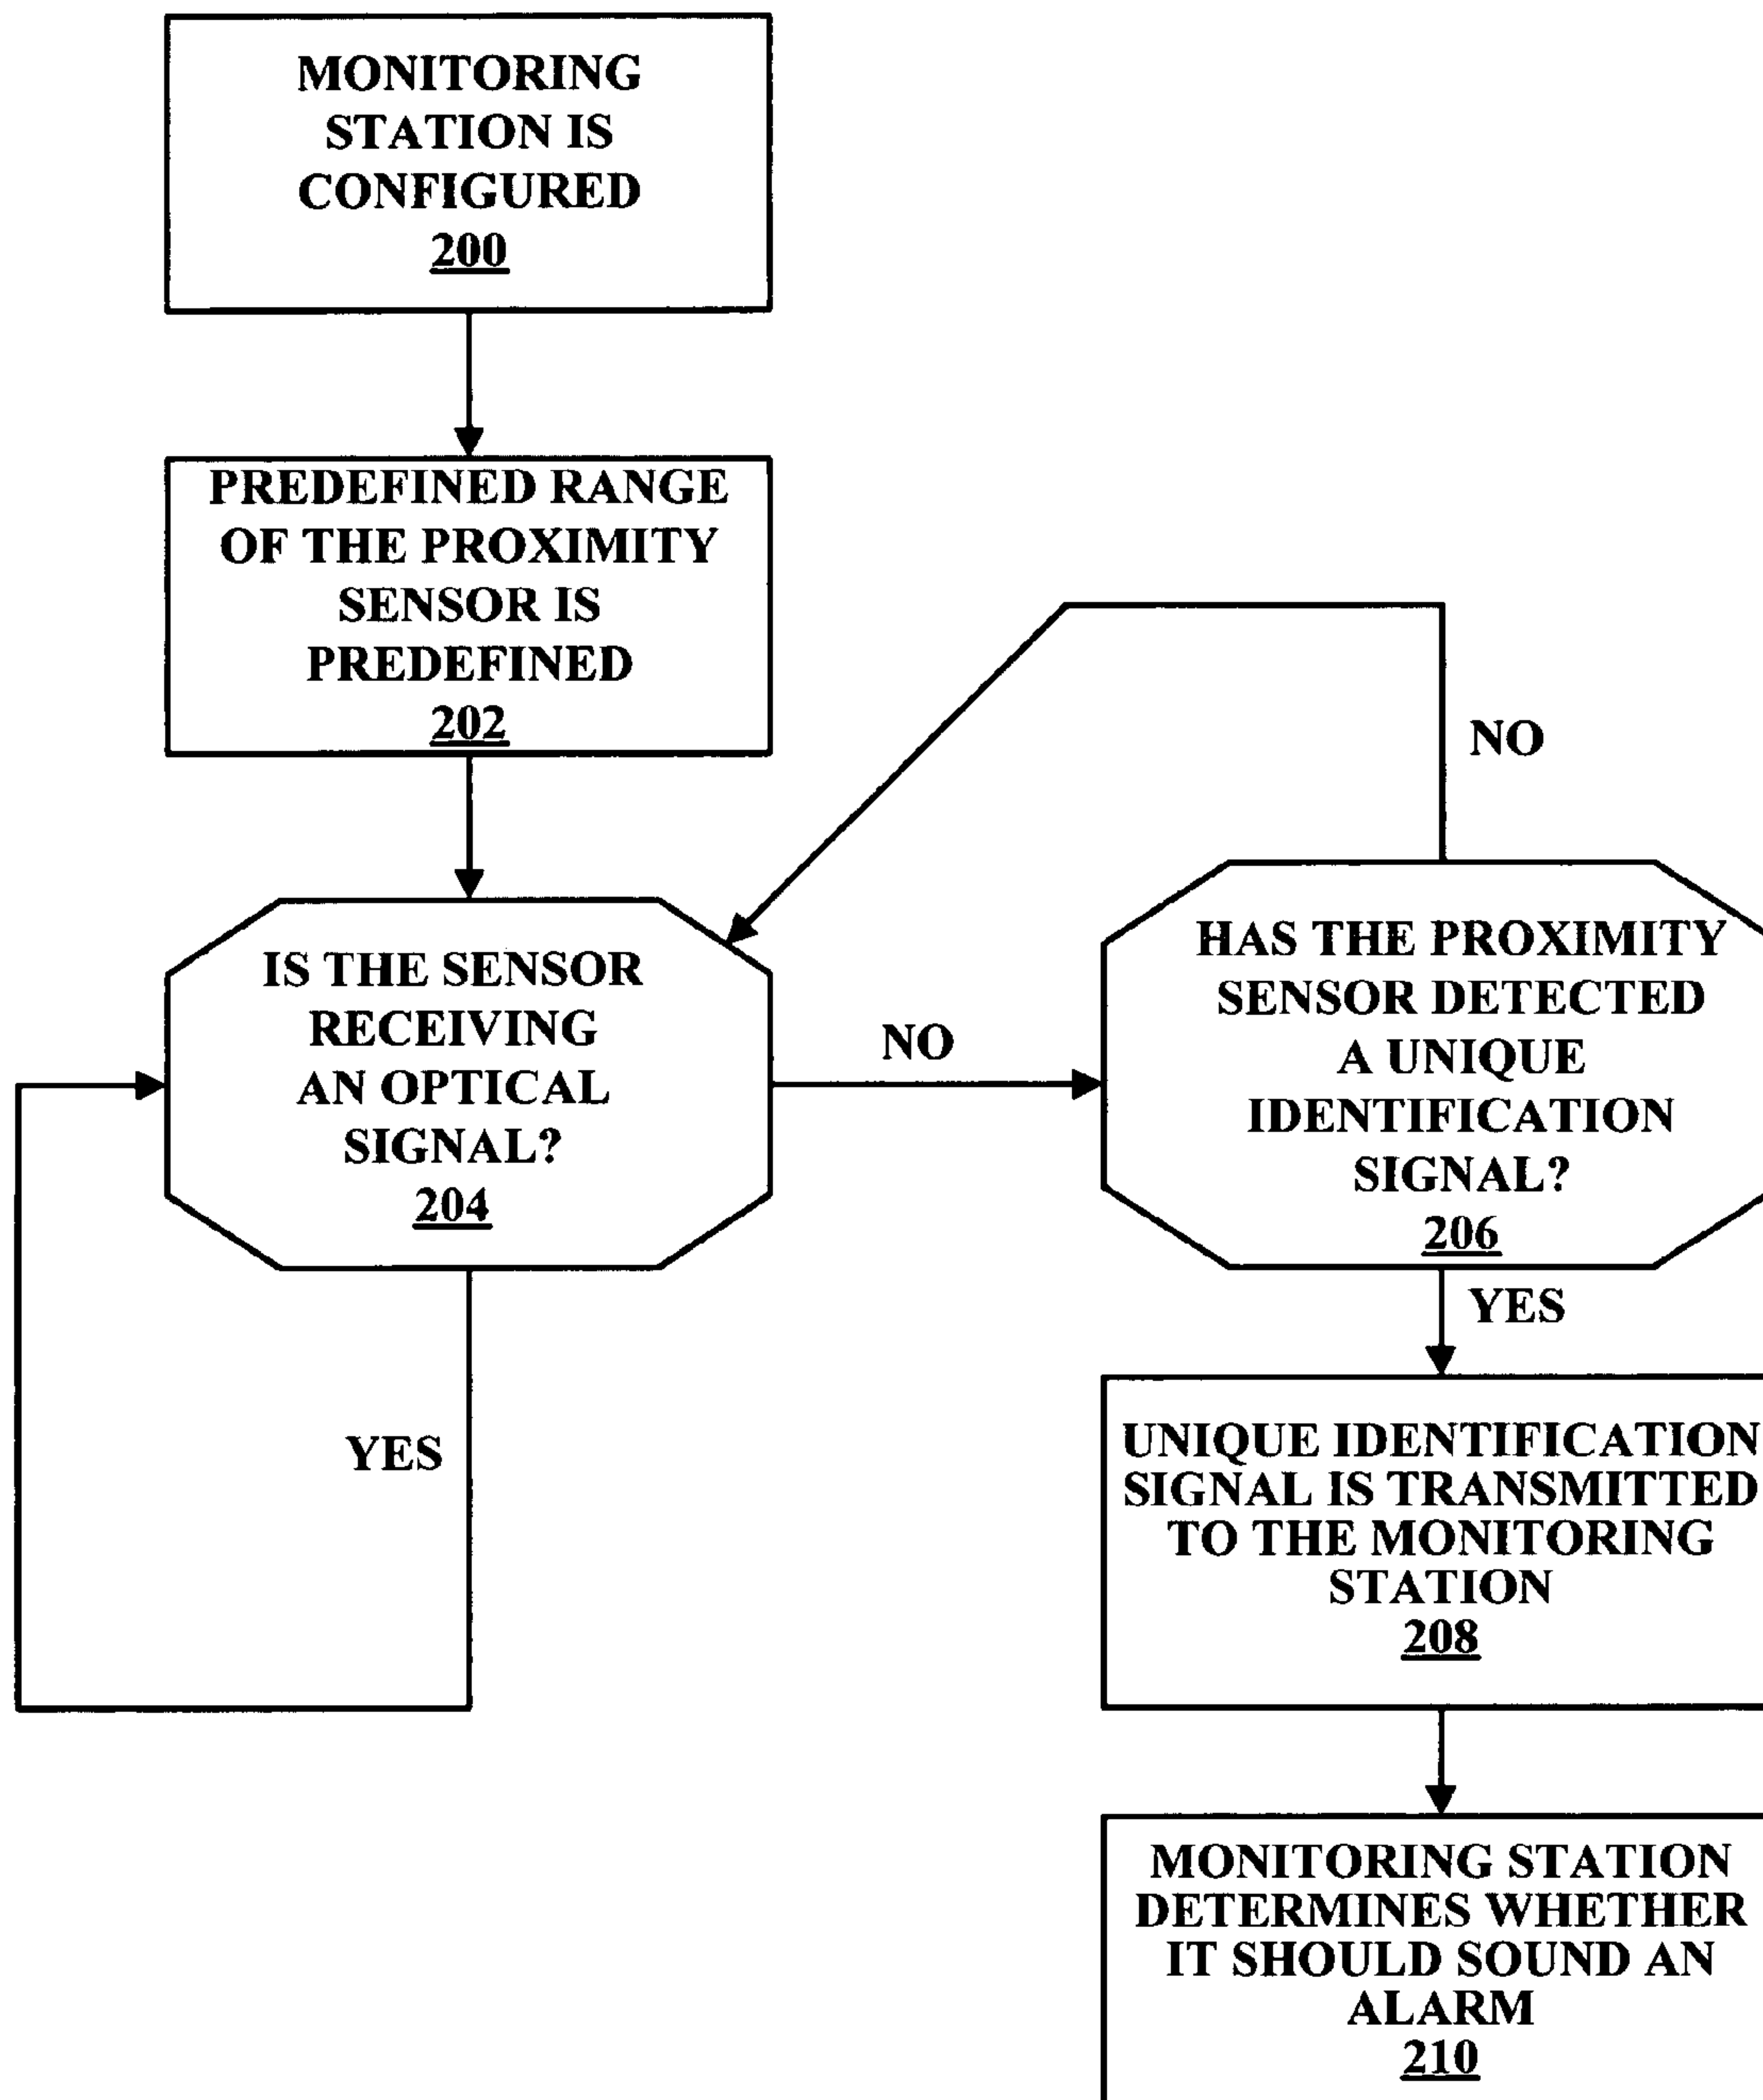 MONITORING
STATION IS
CONFIGURED
200
PREDEFINED RANGE
OF THE PROXIMITY
SENSOR IS
PREDEFINED
202
IS THE SENSOR
RECEIVING
AN OPTICAL
SIGNAL?
204
YES
NO
HAS THE PROXIMITY
SENSOR DETECTED
A UNIQUE
IDENTIFICATION
SIGNAL?
206
NO
YES
UNIQUE IDENTIFICATION
SIGNAL IS TRANSMITTED
TO THE MONITORING
STATION
208
MONITORING STATION
DETERMINES WHETHER
IT SHOULD SOUND AN
ALARM
210